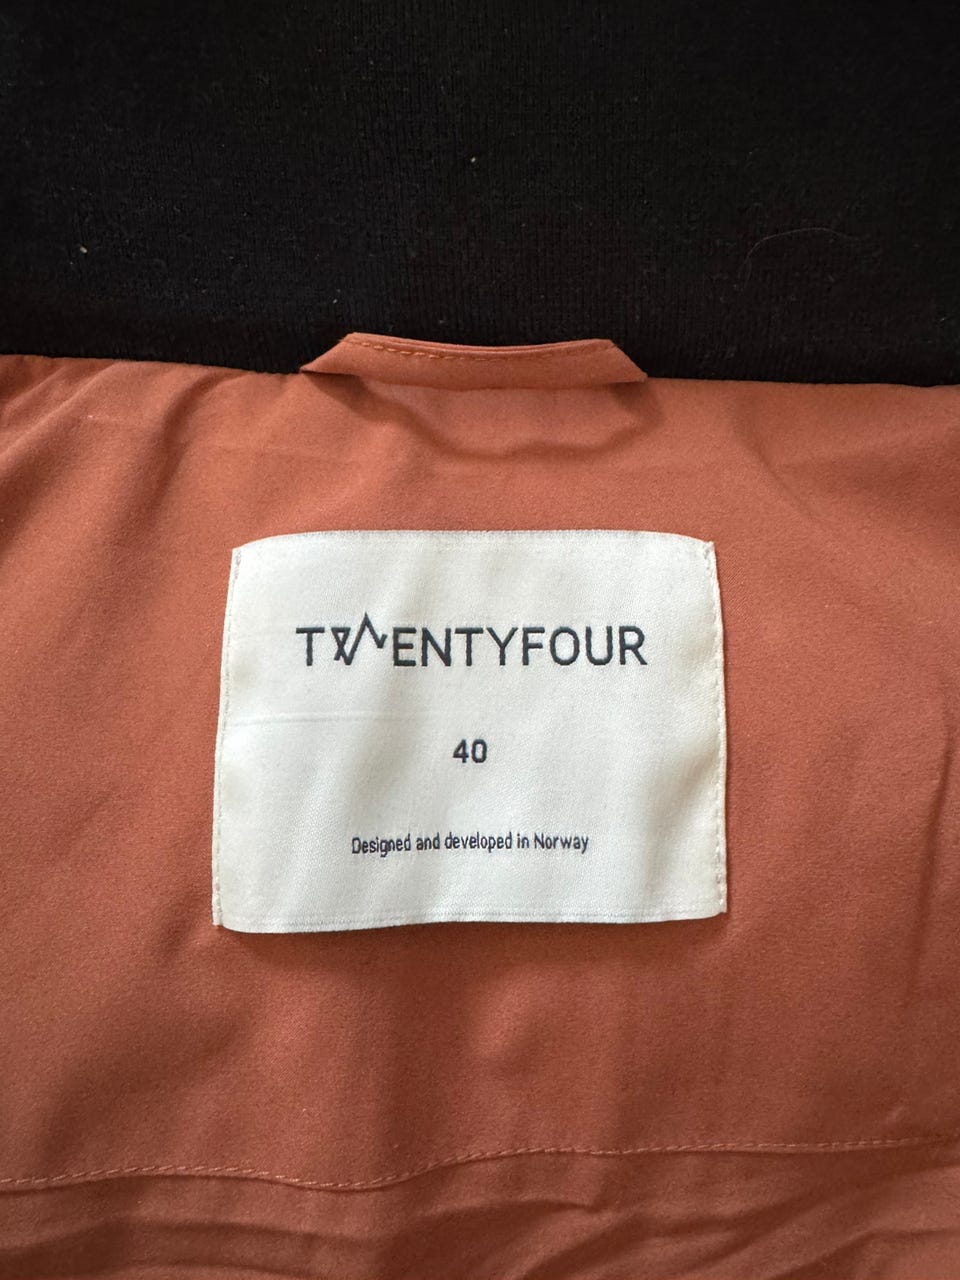 TWENTYFOUR
40
Designed and developed in Norway